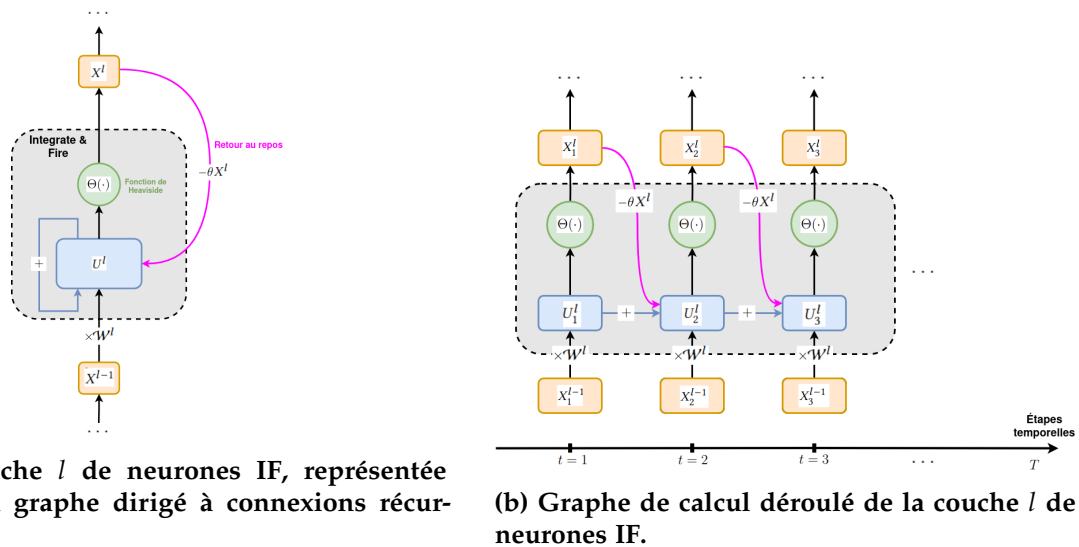 ...
X^l
Integrate &
Fire
Retour au repos
−θX^l
Θ(·)
Fonction de
Heaviside
+
U^l
×W^l
X^{l−1}
...
che l de neurones IF, représentée
graphe dirigé à connexions récur-
... ... ...
X_1^l X_2^l X_3^l
−θX^l −θX^l
Θ(·) Θ(·) Θ(·)
...
U_1^l + U_2^l + U_3^l
×W^l ×W^l ×W^l
X_1^{l−1} X_2^{l−1} X_3^{l−1}
Étapes
temporelles
t = 1 t = 2 t = 3 ... T
(b) Graphe de calcul déroulé de la couche l de
neurones IF.